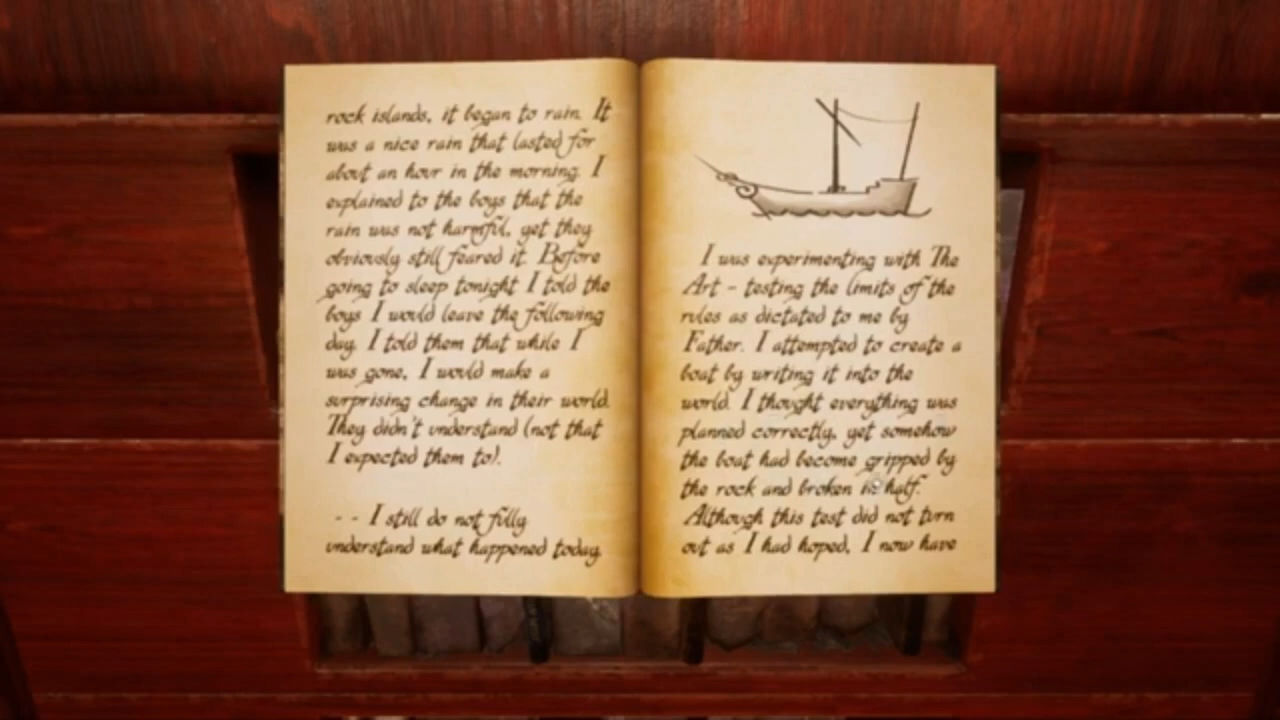 rock islands, it began to rain. It
was a nice rain that lasted for
about an hour in the morning. I
explained to the boys that the
rain was not harmful, yet they
obviously still feared it. Before
going to sleep tonight I told the
boys I would leave the following
day. I told them that while I
was gone, I would make a
surprising change in their world.
They didn't understand (not that
I expected them to).
- - I still do not fully
understand what happened today.
I was experimenting with The
Art - testing the limits of the
rules as dictated to me by
Father. I attempted to create a
boat by writing it into the
world. I thought everything was
planned correctly, yet somehow
the boat had become gripped by
the rock and broken in half.
Although this test did not turn
out as I had hoped, I now have